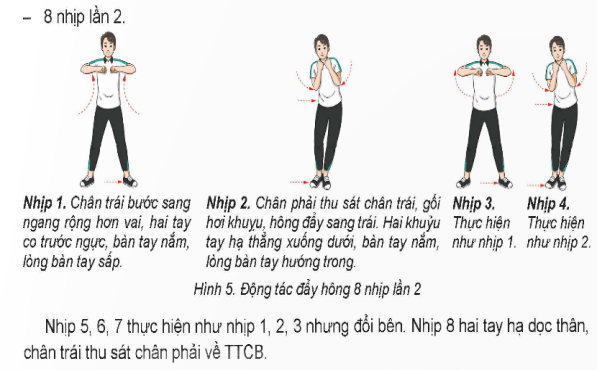 – 8 nhịp lần 2.
Nhịp 1. Chân trái bước sang
ngang rộng hơn vai, hai tay
co trước ngực, bàn tay nắm,
lòng bàn tay sấp.
Nhịp 2. Chân phải thu sát chân trái, gối
hơi khuỵu, hông đẩy sang trái. Hai khuỷu
tay hạ thẳng xuống dưới, bàn tay nắm,
lòng bàn tay hướng trong.
Nhịp 3.
Thực hiện
như nhịp 1.
Nhịp 4.
Thực hiện
như nhịp 2.
Hình 5. Động tác đẩy hông 8 nhịp lần 2
Nhịp 5, 6, 7 thực hiện như nhịp 1, 2, 3 nhưng đổi bên. Nhịp 8 hai tay hạ dọc thân,
chân trái thu sát chân phải về TTCB.